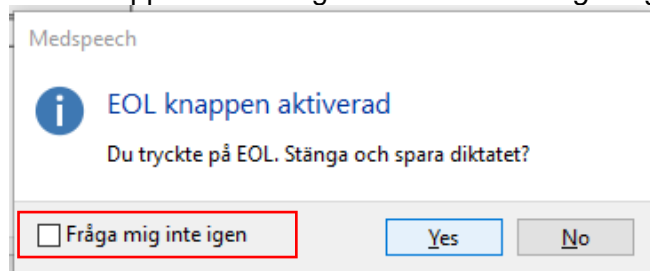 Medspeech
EOL knappen aktiverad
Du tryckte på EOL. Stänga och spara diktatet?
Fråga mig inte igen
Yes
No